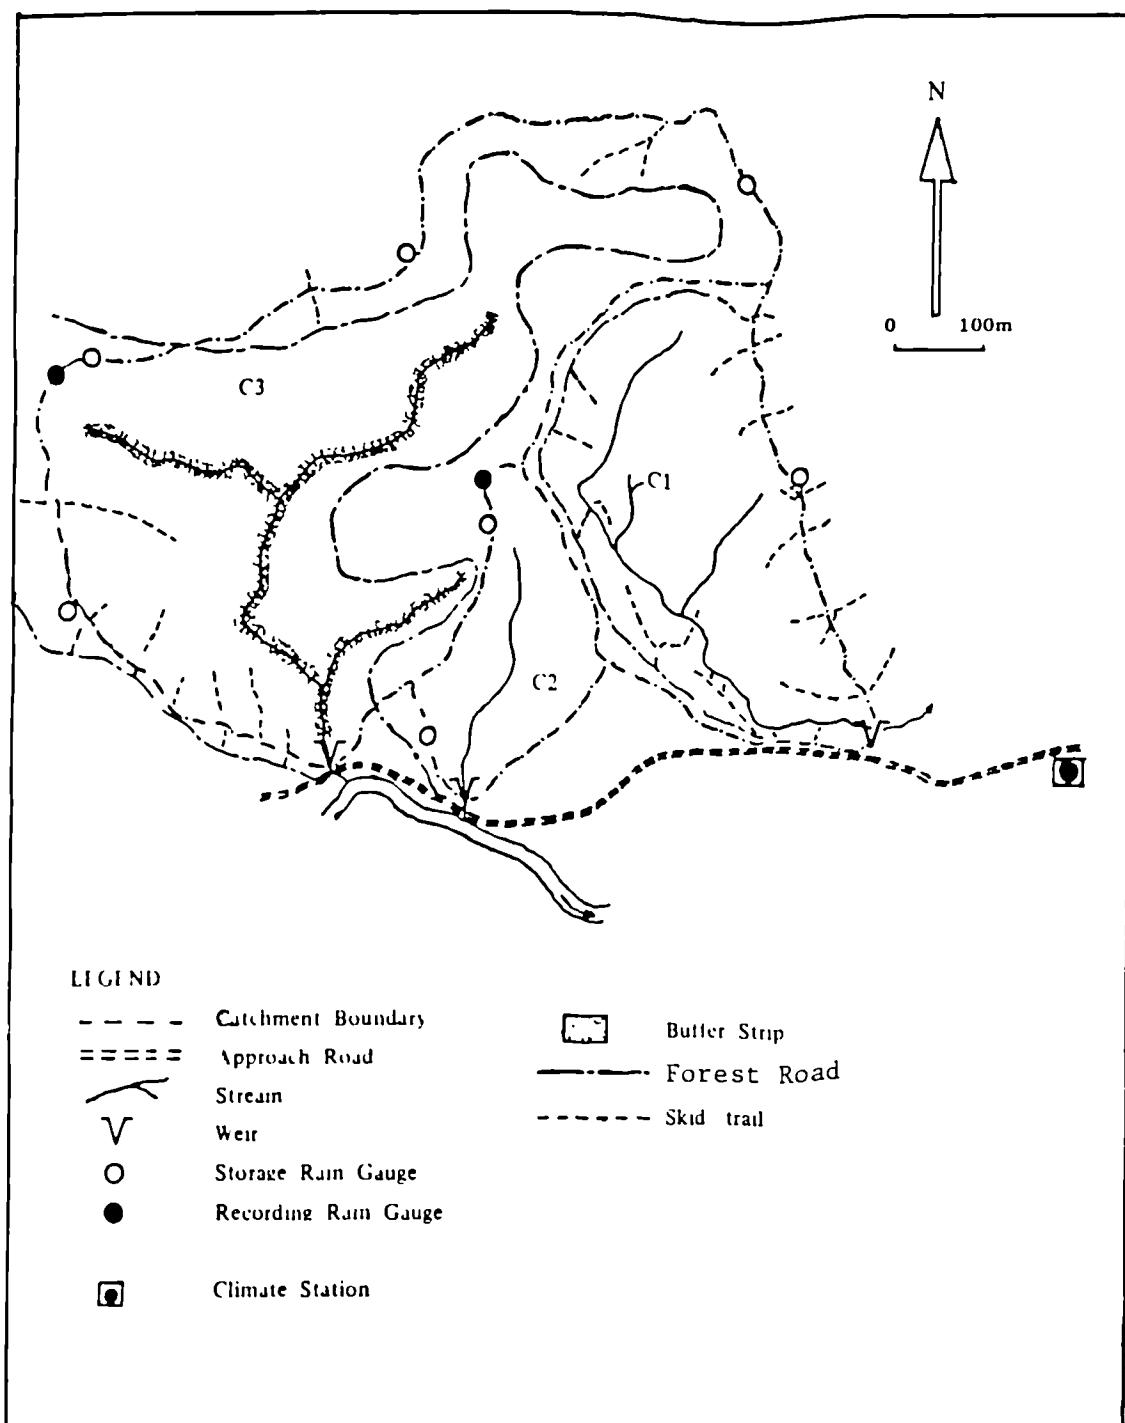 N
0 100m
C3
C1
C2
LEGEND
Catchment Boundary
Approach Road
Stream
Weir
Storage Rain Gauge
Recording Rain Gauge
Climate Station
Buffer Strip
Forest Road
Skid trail